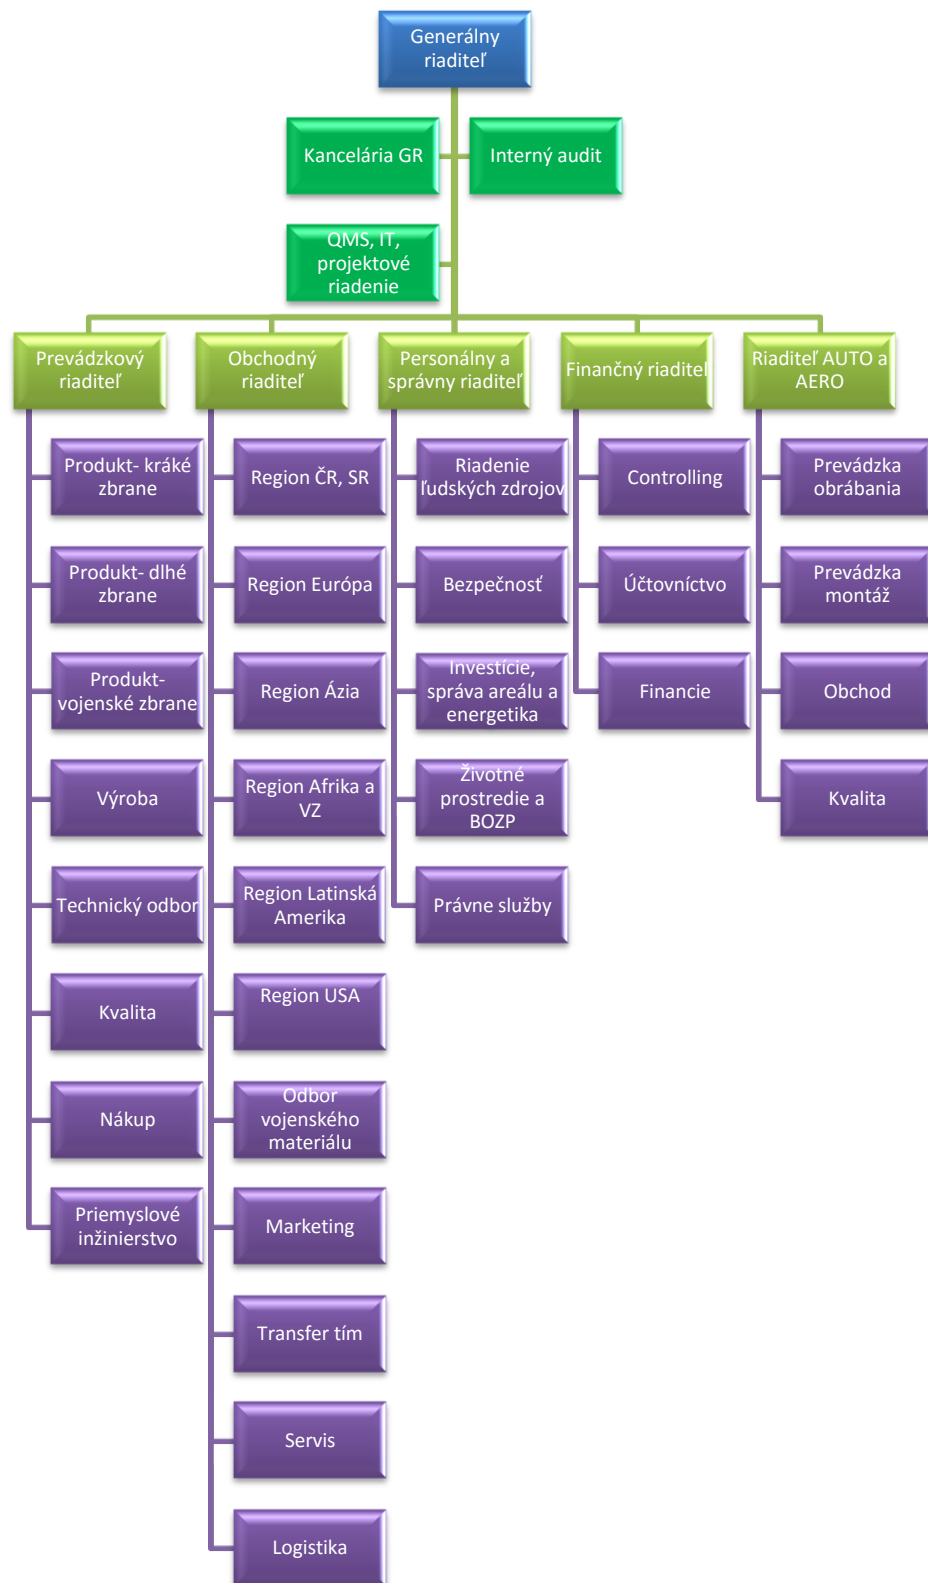 Generálny
riaditeľ
Kancelária GR
Interný audit
QMS, IT,
projektové
riadenie
Prevádzkový
riaditeľ
Obchodný
riaditeľ
Personálny a
správny riaditeľ
Finančný riaditel
Riaditeľ AUTO a
AERO
Produkt- kráké
zbrane
Produkt- dlhé
zbrane
Produkt-
vojenské zbrane
Výroba
Technický odbor
Kvalita
Nákup
Priemyslové
inžinierstvo
Region ČR, SR
Region Európa
Region Ázia
Region Afrika a
VZ
Region Latinská
Amerika
Region USA
Odbor
vojenského
materiálu
Marketing
Transfer tím
Servis
Logistika
Riadenie
ľudských zdrojov
Bezpečnosť
Investície,
správa areálu a
energetika
Životné
prostredie a
BOZP
Právne služby
Controlling
Účtovníctvo
Financie
Prevádzka
obrábania
Prevádzka
montáž
Obchod
Kvalita